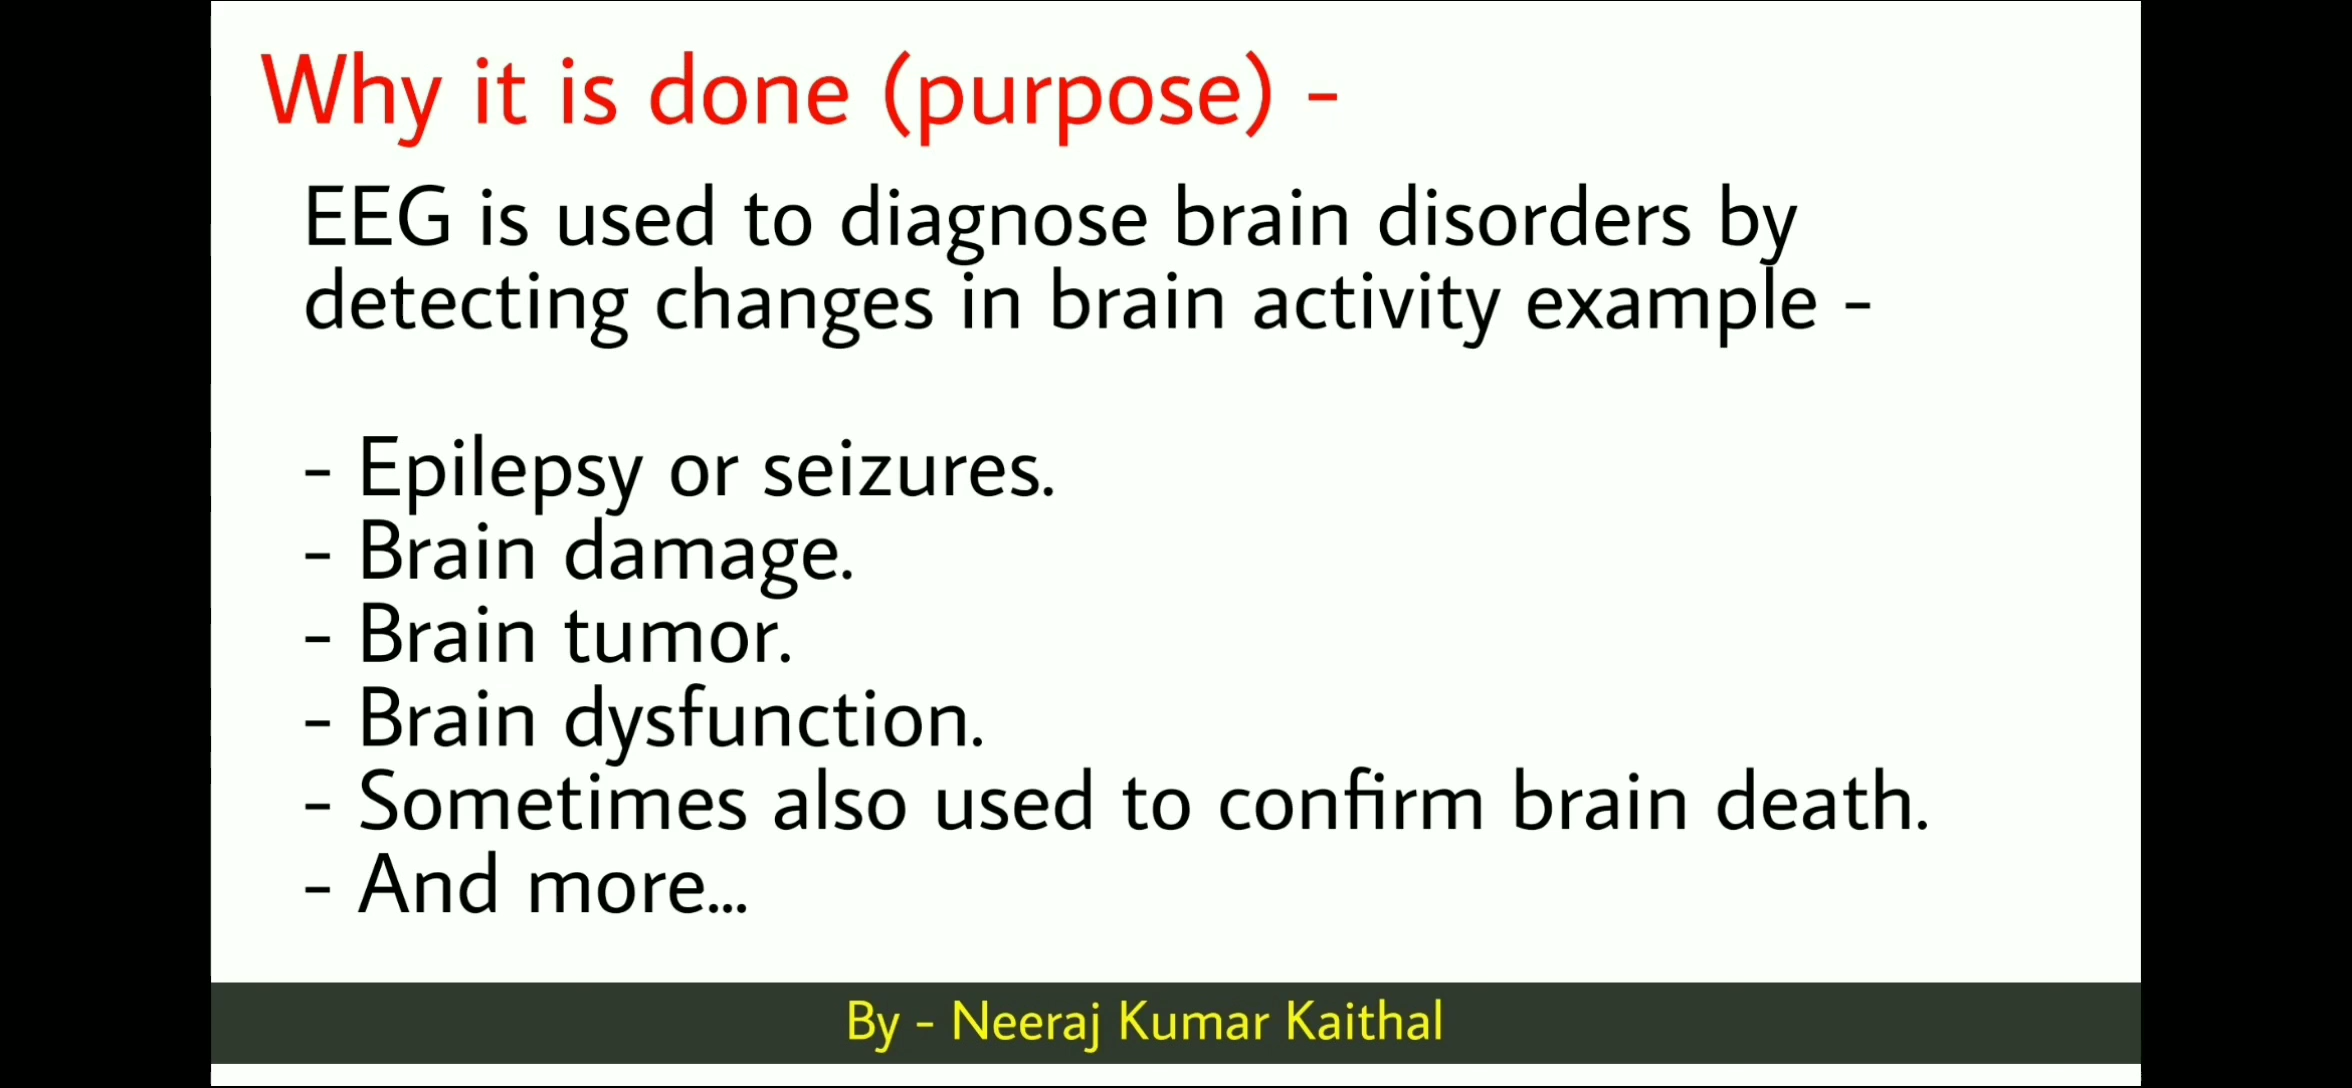 Why it is done (purpose) -
EEG is used to diagnose brain disorders by
detecting changes in brain activity example -
- Epilepsy or seizures.
- Brain damage.
- Brain tumor.
- Brain dysfunction.
- Sometimes also used to confirm brain death.
- And more...
By - Neeraj Kumar Kaithal